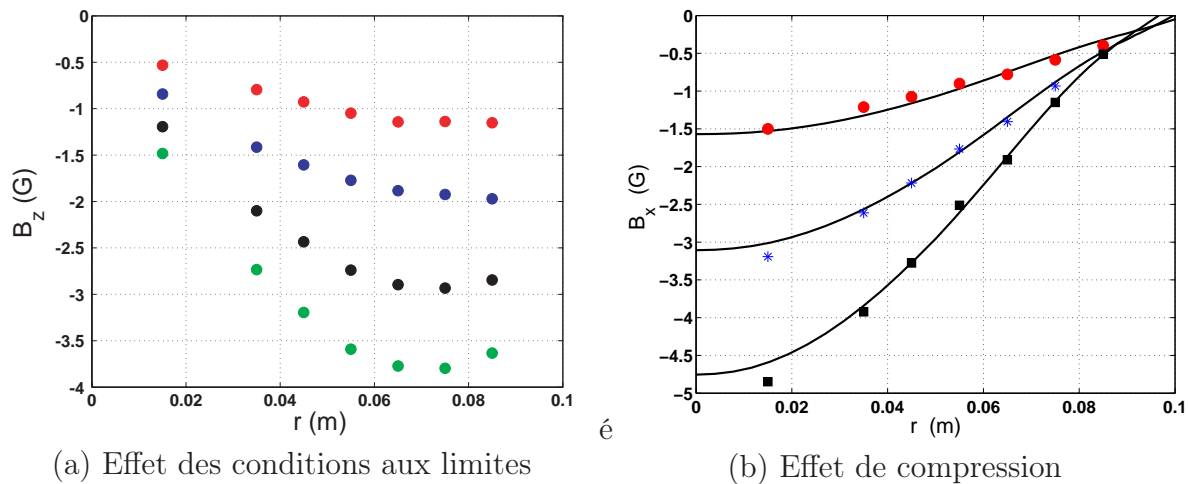 0
−0.5
−1
−1.5
−2
−2.5
−3
−3.5
−4
0 0.02 0.04 0.06 0.08 0.1
B_z (G)
r (m)
(a) Effet des conditions aux limites
é
0
−0.5
−1
−1.5
−2
−2.5
−3
−3.5
−4
−4.5
−5
0 0.02 0.04 0.06 0.08 0.1
B_x (G)
r (m)
(b) Effet de compression